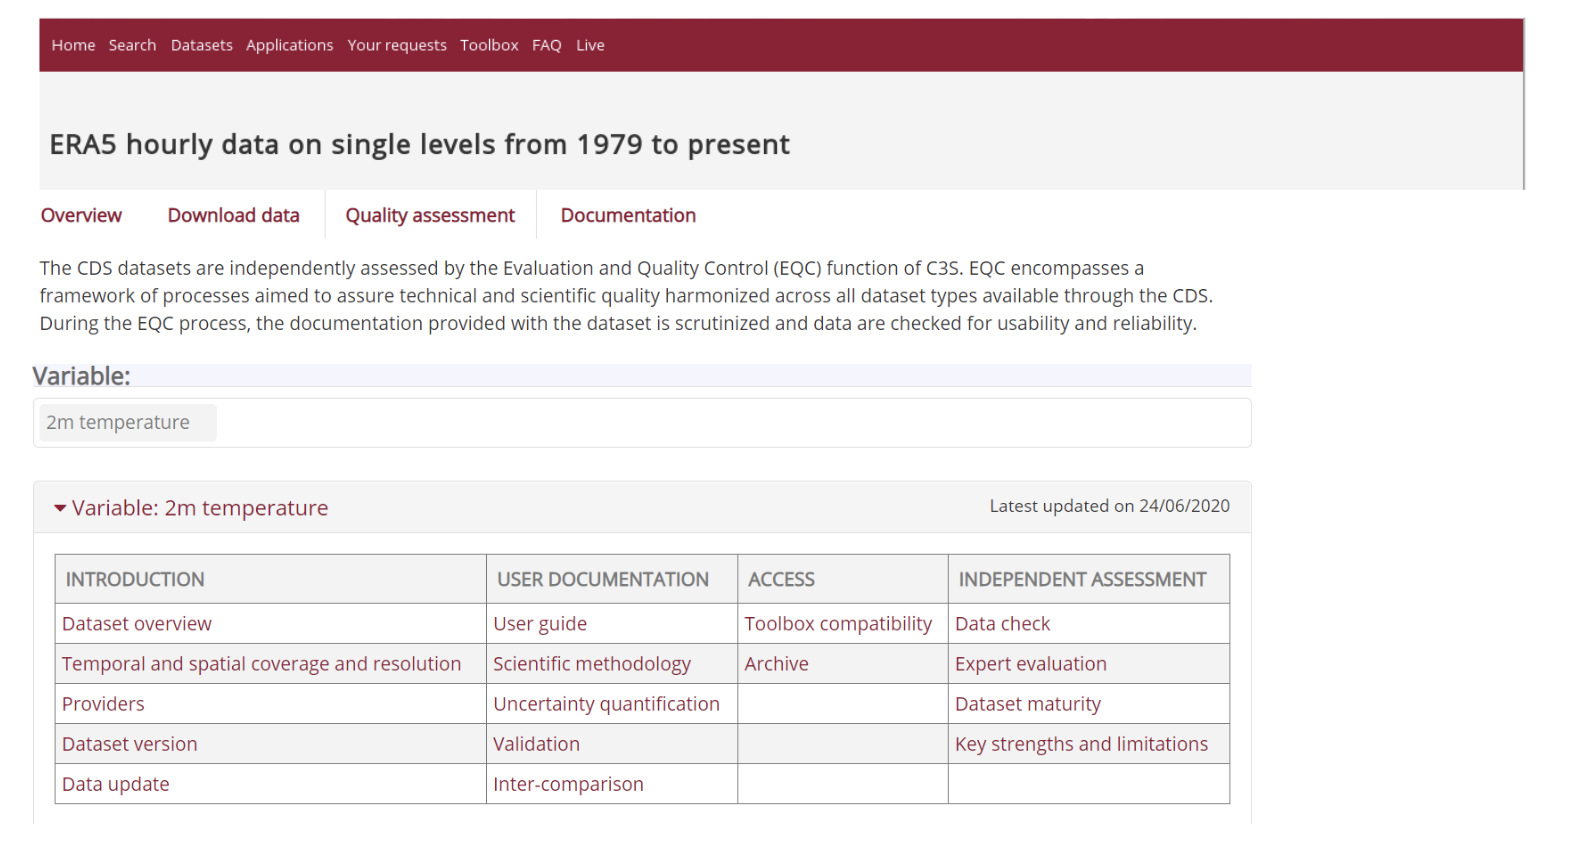 Home Search Datasets Applications Your requests Toolbox FAQ Live
ERA5 hourly data on single levels from 1979 to present
Overview Download data Quality assessment Documentation
The CDS datasets are independently assessed by the Evaluation and Quality Control (EQC) function of C3S. EQC encompasses a
framework of processes aimed to assure technical and scientific quality harmonized across all dataset types available through the CDS.
During the EQC process, the documentation provided with the dataset is scrutinized and data are checked for usability and reliability.
Variable:
2m temperature
Variable: 2m temperature Latest updated on 24/06/2020
INTRODUCTION USER DOCUMENTATION ACCESS INDEPENDENT ASSESSMENT
Dataset overview User guide Toolbox compatibility Data check
Temporal and spatial coverage and resolution Scientific methodology Archive Expert evaluation
Providers Uncertainty quantification Dataset maturity
Dataset version Validation Key strengths and limitations
Data update Inter-comparison